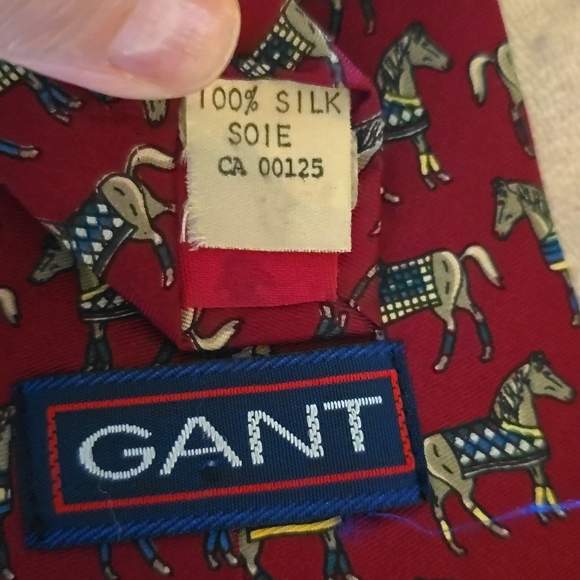 100% SILK
SOIE
CA 00125
GANT